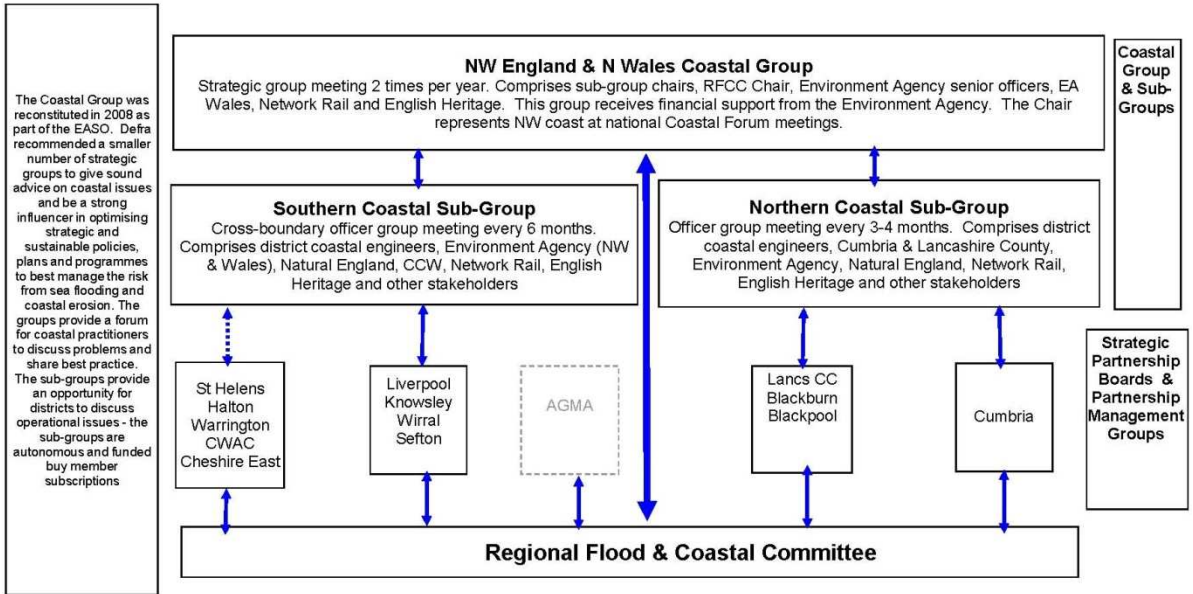 The Coastal Group was
reconstituted in 2008 as
part of the EASO. Defra
recommended a smaller
number of strategic
groups to give sound
advice on coastal issues
and be a strong
influencer in optimising
strategic and
sustainable policies,
plans and programmes
to best manage the risk
from sea flooding and
coastal erosion. The
groups provide a forum
for coastal practitioners
to discuss problems and
share best practice.
The sub-groups provide
an opportunity for
districts to discuss
operational issues - the
sub-groups are
autonomous and funded
buy member
subscriptions
NW England & N Wales Coastal Group
Strategic group meeting 2 times per year. Comprises sub-group chairs, RFCC Chair, Environment Agency senior officers, EA
Wales, Network Rail and English Heritage. This group receives financial support from the Environment Agency. The Chair
represents NW coast at national Coastal Forum meetings.
Coastal
Group
& Sub-
Groups
Southern Coastal Sub-Group
Cross-boundary officer group meeting every 6 months.
Comprises district coastal engineers, Environment Agency (NW
& Wales), Natural England, CCW, Network Rail, English
Heritage and other stakeholders
Northern Coastal Sub-Group
Officer group meeting every 3-4 months. Comprises district
coastal engineers, Cumbria & Lancashire County,
Environment Agency, Natural England, Network Rail,
English Heritage and other stakeholders
St Helens
Halton
Warrington
CWAC
Cheshire East
Liverpool
Knowsley
Wirral
Sefton
AGMA
Lancs CC
Blackburn
Blackpool
Cumbria
Strategic
Partnership
Boards &
Partnership
Management
Groups
Regional Flood & Coastal Committee